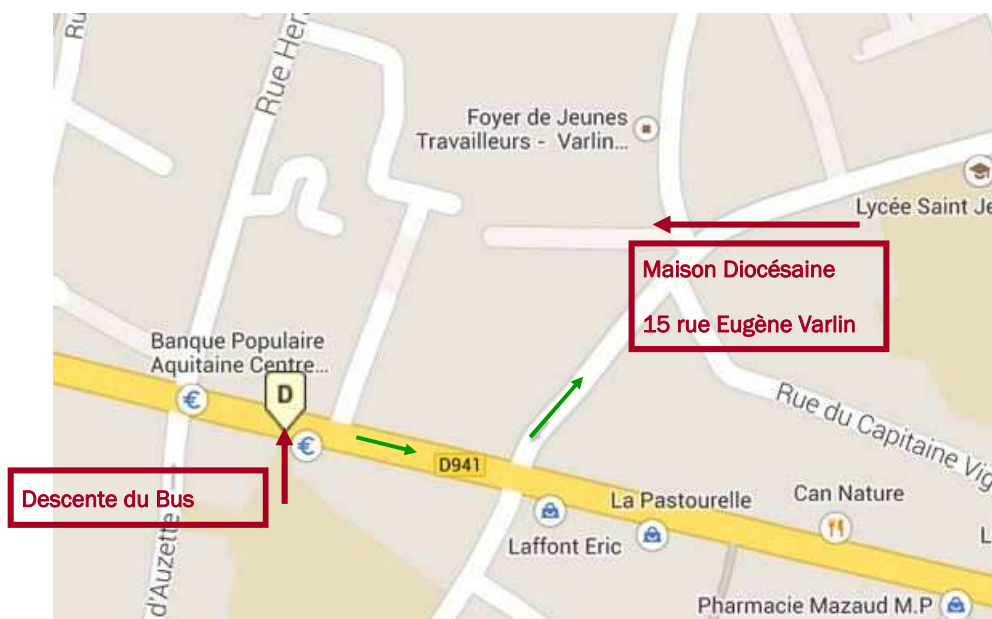 Ru
Rue Her
Foyer de Jeunes
Travailleurs - Varlin...
Lycée Saint Je
Maison Diocésaine
15 rue Eugène Varlin
Banque Populaire
Aquitaine Centre...
D
Rue du Capitaine Vig
D941
Descente du Bus
La Pastourelle
Can Nature
Laffont Eric
L
d'Auzette
Pharmacie Mazaud M.P